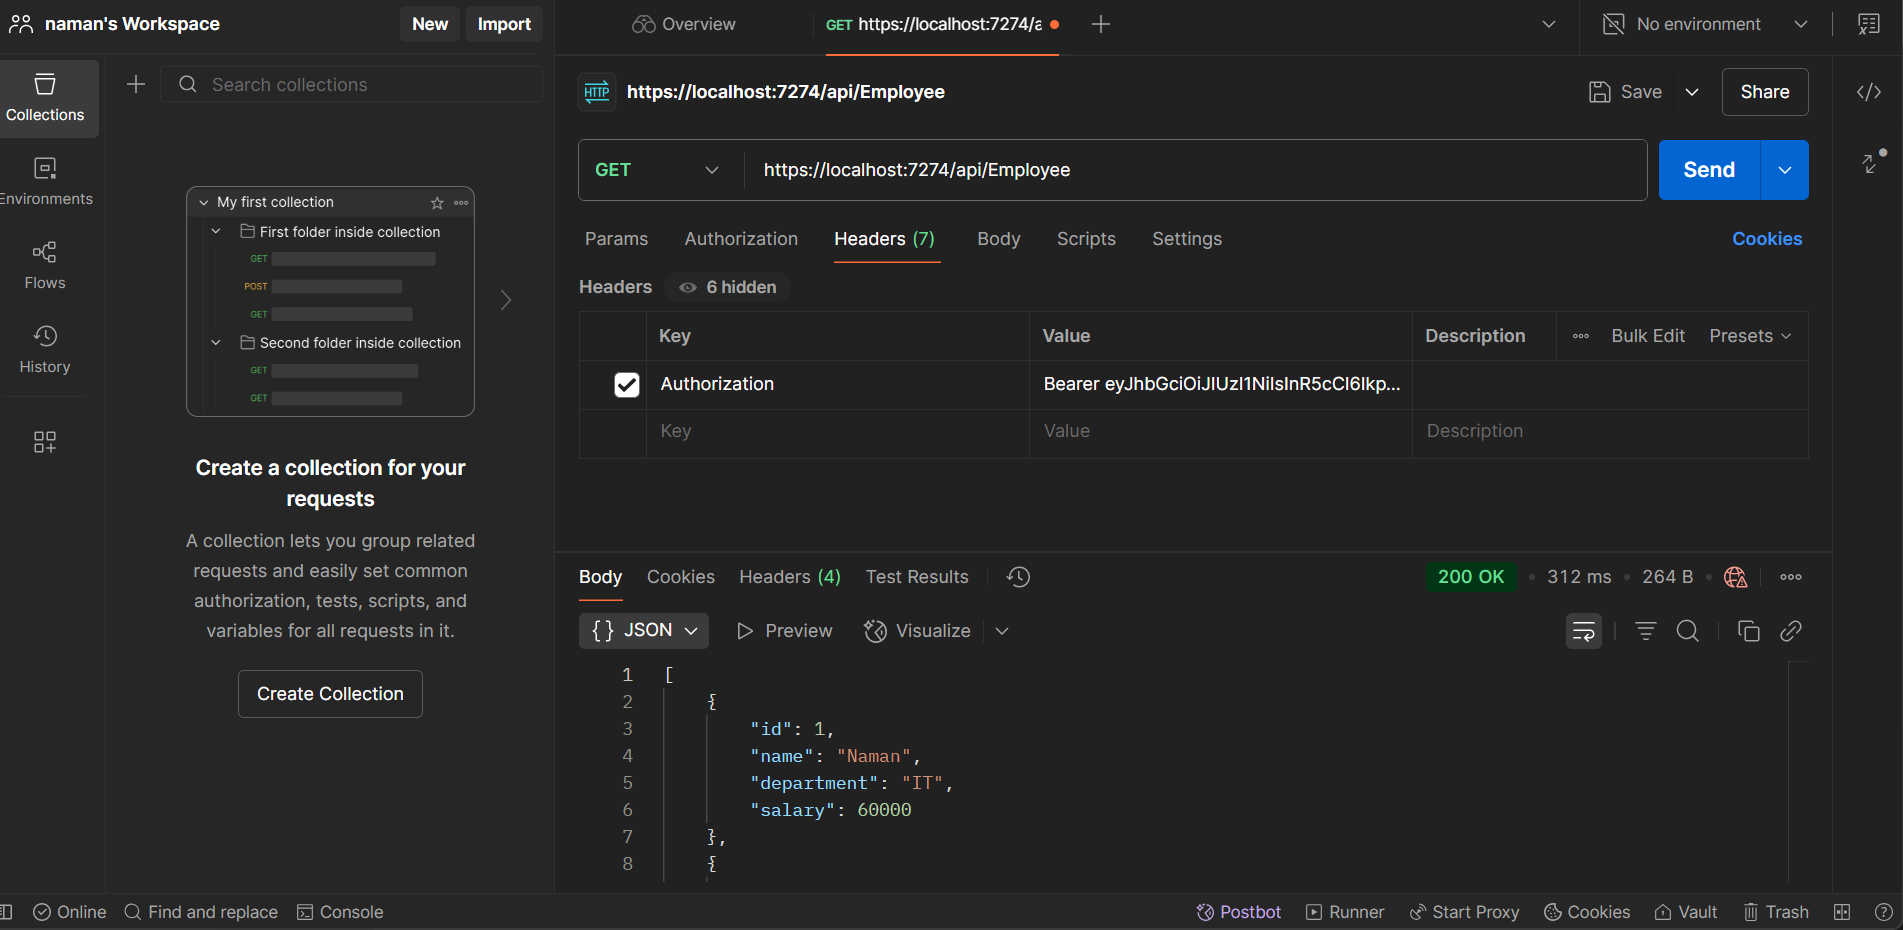 naman's Workspace
New
Import
Overview
GET https://localhost:7274/a
No environment
Collections
Environments
Flows
History
Search collections
My first collection
First folder inside collection
GET
POST
GET
Second folder inside collection
GET
GET
Create a collection for your
requests
A collection lets you group related
requests and easily set common
authorization, tests, scripts, and
variables for all requests in it.
Create Collection
HTTP
https://localhost:7274/api/Employee
Save
Share
GET
https://localhost:7274/api/Employee
Send
Params
Authorization
Headers (7)
Body
Scripts
Settings
Cookies
Headers
6 hidden
Key
Value
Description
Bulk Edit
Presets
Authorization
Bearer eyJhbGciOiJIUzI1NiIsInR5cCI6Ikp...
Key
Value
Description
Body
Cookies
Headers (4)
Test Results
200 OK
312 ms
264 B
{} JSON
Preview
Visualize
1 [
2 {
3 "id": 1,
4 "name": "Naman",
5 "department": "IT",
6 "salary": 60000
7 },
8 {
Online
Find and replace
Console
Postbot
Runner
Start Proxy
Cookies
Vault
Trash